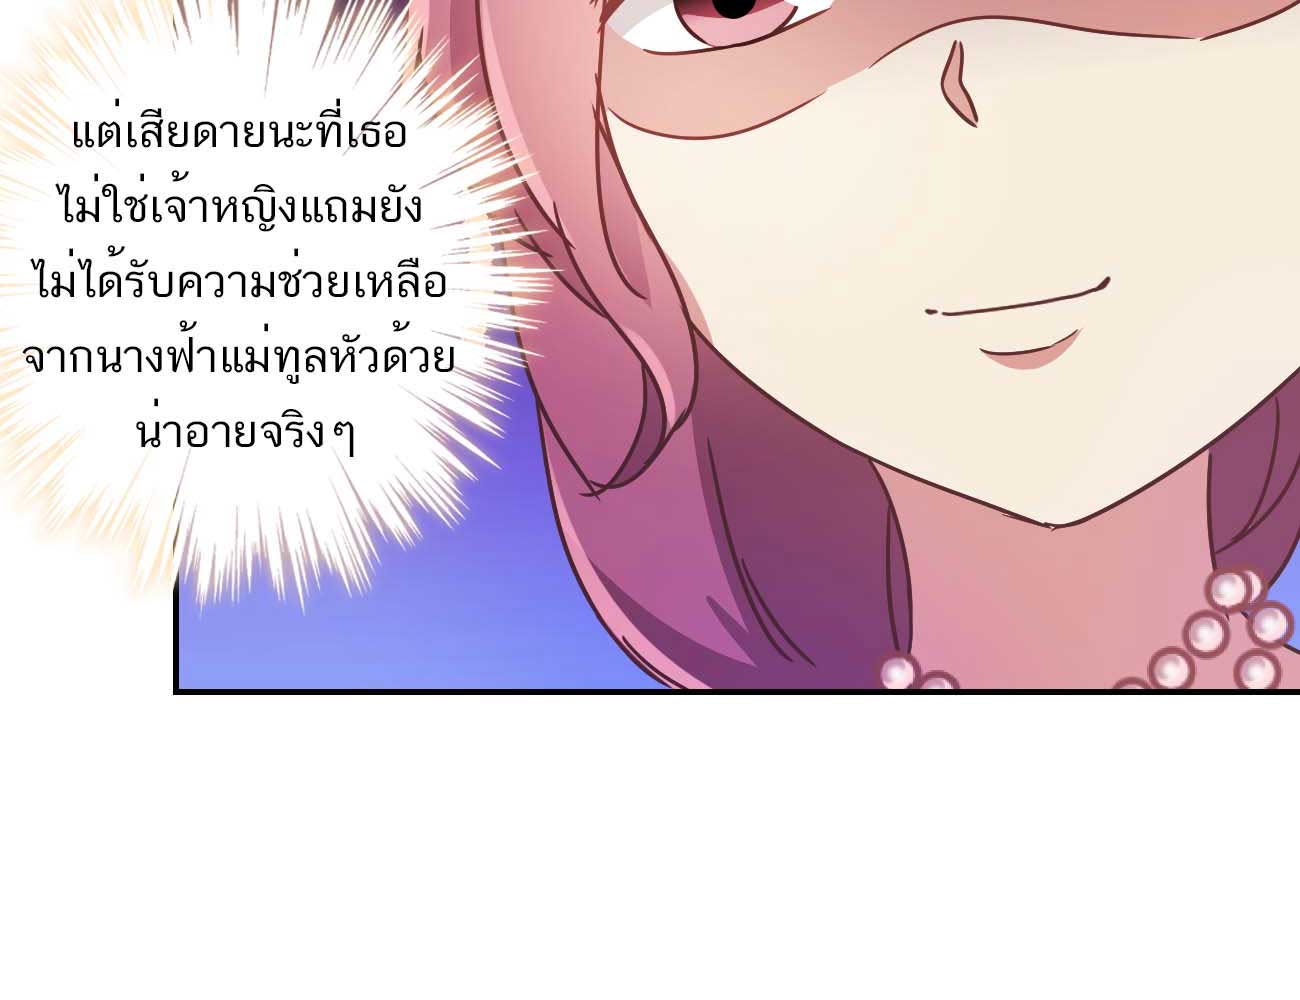 แต่เสียดายนะที่เธอ
ไม่ใช่เจ้าหญิงแถมยัง
ไม่ได้รับความช่วยเหลือ
จากนางฟ้าแม่ทูลหัวด้วย
น่าอายจริงๆ